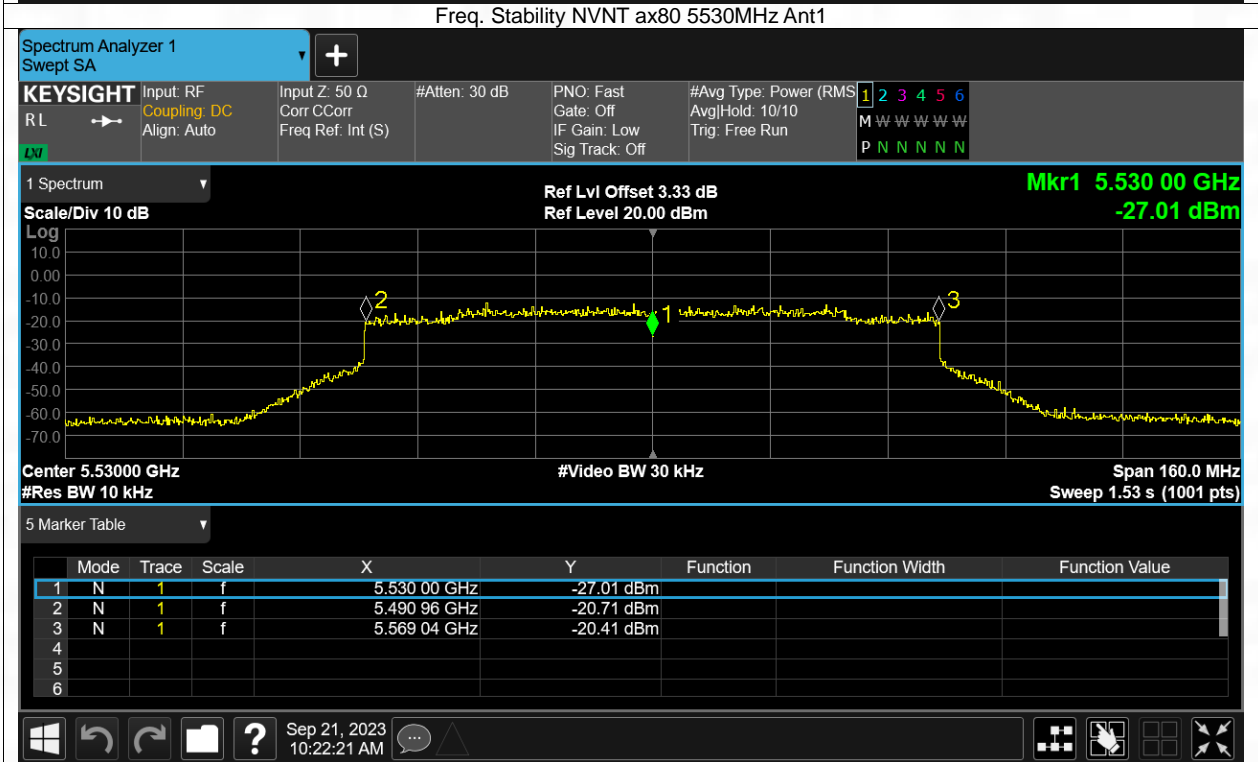 Freq. Stability NVNT ax80 5530MHz Ant1
Spectrum Analyzer 1
Swept SA
+
KEYSIGHT Input: RF Input Z: 50 Ω #Atten: 30 dB PNO: Fast #Avg Type: Power (RMS 1 2 3 4 5 6
RL Coupling: DC Corr CCorr Gate: Off Avg|Hold: 10/10 M W W W W W
Align: Auto Freq Ref: Int (S) IF Gain: Low Trig: Free Run
LXI Sig Track: Off P N N N N N
1 Spectrum Ref Lvl Offset 3.33 dB Mkr1 5.530 00 GHz
Scale/Div 10 dB Ref Level 20.00 dBm -27.01 dBm
Log
10.0
0.00
-10.0 2 3
-20.0 1
-30.0
-40.0
-50.0
-60.0
-70.0
Center 5.53000 GHz #Video BW 30 kHz Span 160.0 MHz
#Res BW 10 kHz Sweep 1.53 s (1001 pts)
5 Marker Table
Mode Trace Scale X Y Function Function Width Function Value
1 N 1 f 5.530 00 GHz -27.01 dBm
2 N 1 f 5.490 96 GHz -20.71 dBm
3 N 1 f 5.569 04 GHz -20.41 dBm
4
5
6
? Sep 21, 2023
10:22:21 AM